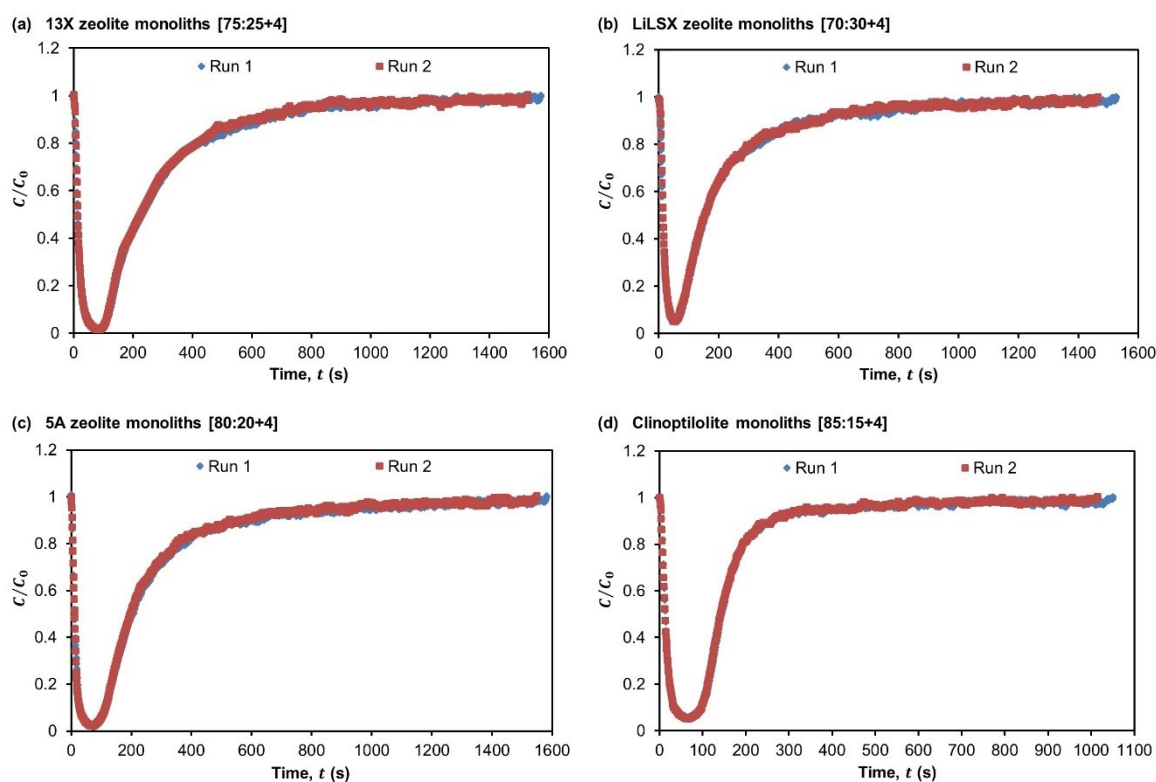 (a) 13X zeolite monoliths [75:25+4]
1.2
Run 1
Run 2
1
0.8
0.6
0.4
0.2
0
C/C0
0 200 400 600 800 1000 1200 1400 1600
Time, t (s)
(b) LiLSX zeolite monoliths [70:30+4]
1.2
Run 1
Run 2
1
0.8
0.6
0.4
0.2
0
C/C0
0 200 400 600 800 1000 1200 1400 1600
Time, t (s)
(c) 5A zeolite monoliths [80:20+4]
1.2
Run 1
Run 2
1
0.8
0.6
0.4
0.2
0
C/C0
0 200 400 600 800 1000 1200 1400 1600
Time, t (s)
(d) Clinoptilolite monoliths [85:15+4]
1.2
Run 1
Run 2
1
0.8
0.6
0.4
0.2
0
C/C0
0 100 200 300 400 500 600 700 800 900 1000 1100
Time, t (s)